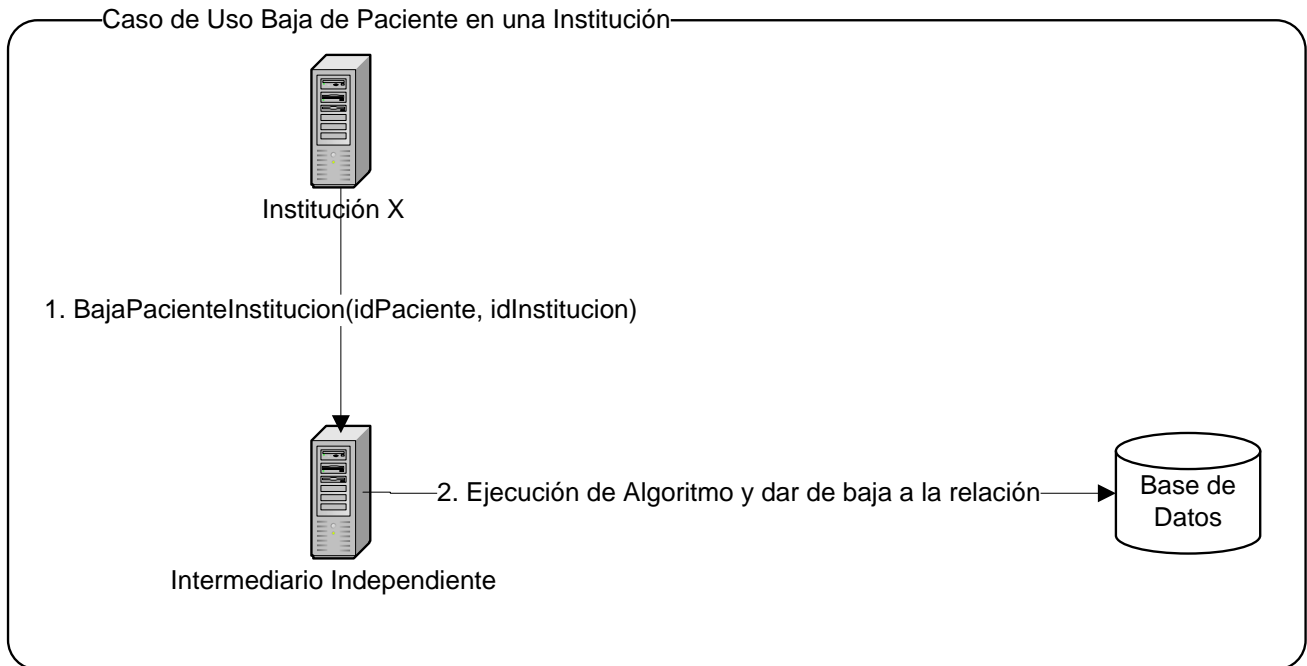 Caso de Uso Baja de Paciente en una Institución
Institución X
1. BajaPacienteInstitucion(idPaciente, idInstitucion)
2. Ejecución de Algoritmo y dar de baja a la relación
Base de
Datos
Intermediario Independiente